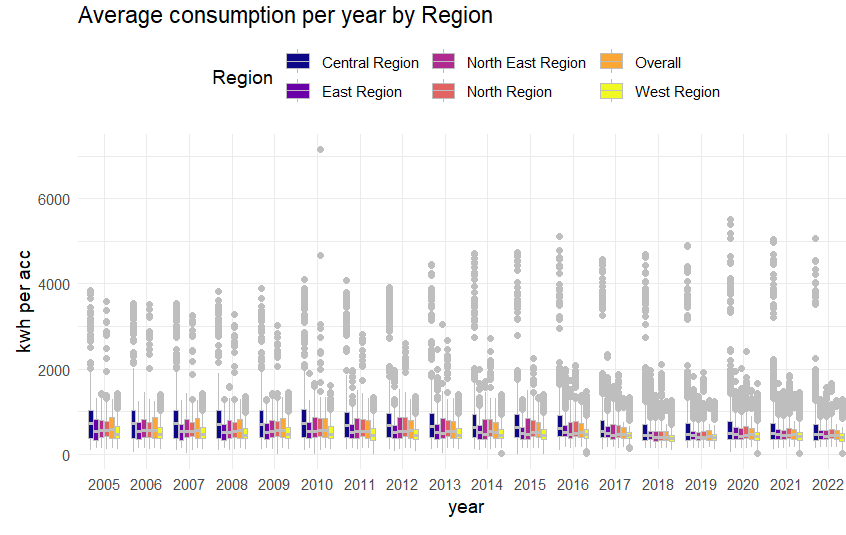 Average consumption per year by Region
Region
Central Region North East Region Overall
East Region North Region West Region
6000
4000
2000
0
kwh per acc
2005 2006 2007 2008 2009 2010 2011 2012 2013 2014 2015 2016 2017 2018 2019 2020 2021 2022
year